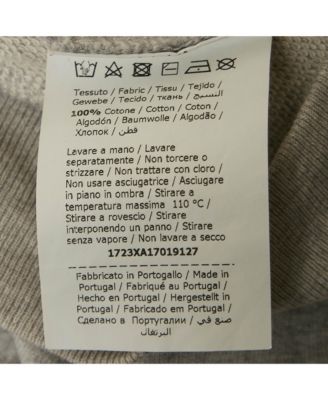 Tessuto / Fabric / Tissu / Tejido /
Gewebe / Tecido / ткань / النسيج
100% Cotone / Cotton / Coton /
Algodón / Baumwolle / Algodão /
Хлопок / قطن
Lavare a mano / Lavare
separatamente / Non torcere o
strizzare / Non trattare con cloro /
Non usare asciugatrice / Asciugare
in piano in ombra / Stirare a
temperatura massima 110 °C /
Stirare a rovescio / Stirare
interponendo un panno / Stirare
senza vapore / Non lavare a secco
1723XA17019127
Fabbricato in Portogallo / Made in
Portugal / Fabriqué au Portugal /
Hecho en Portugal / Hergestellt in
Portugal / Fabricado em Portugal /
Сделано в Португалии / صنع في
البرتغال